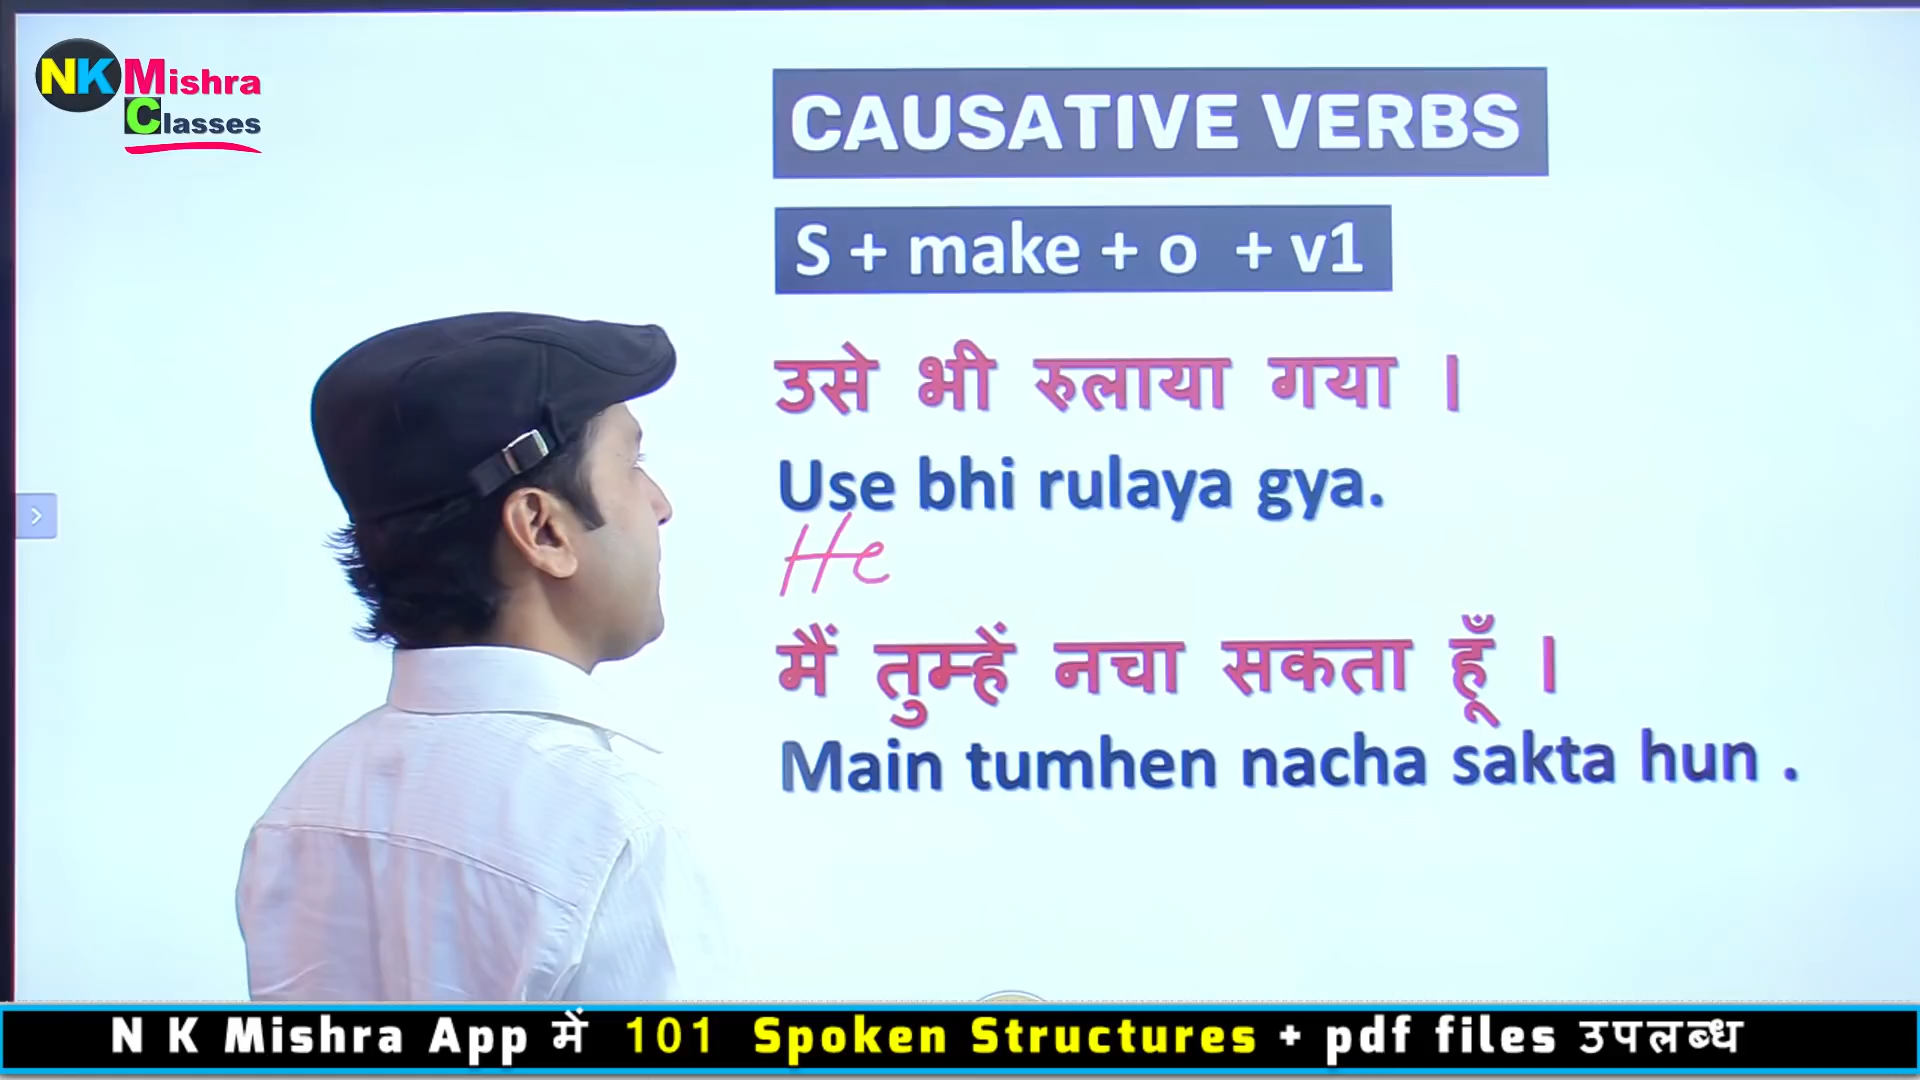 NK Mishra
Classes
CAUSATIVE VERBS
S + make + o + v1
उसे भी रुलाया गया ।
Use bhi rulaya gya.
He
मैं तुम्हें नचा सकता हूँ ।
Main tumhen nacha sakta hun .
N K Mishra App में 101 Spoken Structures + pdf files उपलब्ध